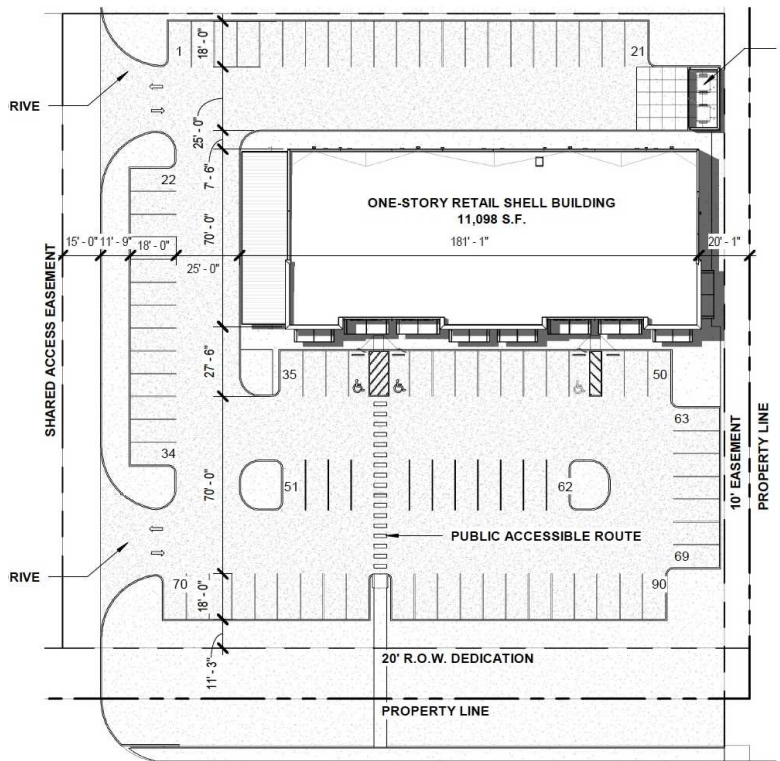 1
18' - 0"
21
RIVE
25' - 0"
7' - 6"
22
ONE-STORY RETAIL SHELL BUILDING
11,098 S.F.
70' - 0"
15' - 0"
11' - 9"
18' - 0"
181' - 1"
20' - 1"
25' - 0"
SHARED ACCESS EASEMENT
27' - 6"
35
50
63
34
10' EASEMENT
PROPERTY LINE
51
62
70' - 0"
PUBLIC ACCESSIBLE ROUTE
69
RIVE
70
18' - 0"
90
11' - 3"
20' R.O.W. DEDICATION
PROPERTY LINE